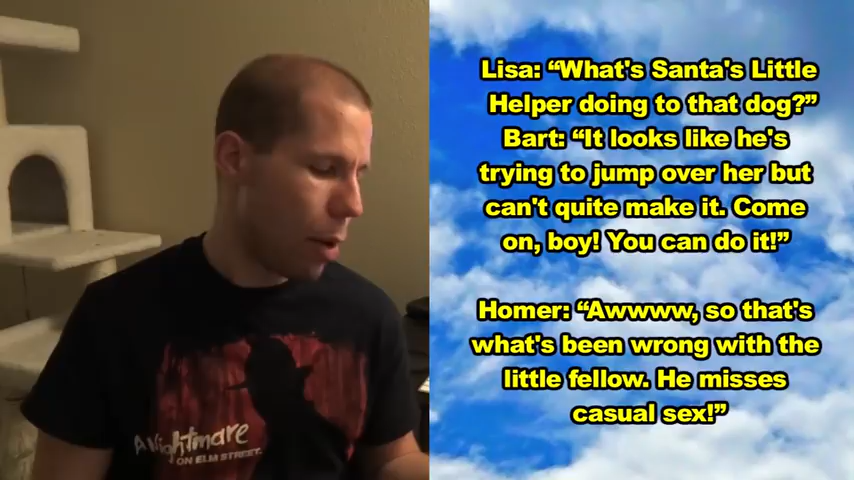 Lisa: “What's Santa's Little
Helper doing to that dog?”
Bart: “It looks like he's
trying to jump over her but
can't quite make it. Come
on, boy! You can do it!”
Homer: “Awwww, so that's
what's been wrong with the
little fellow. He misses
casual sex!”
A Nightmare
ON ELM STREET